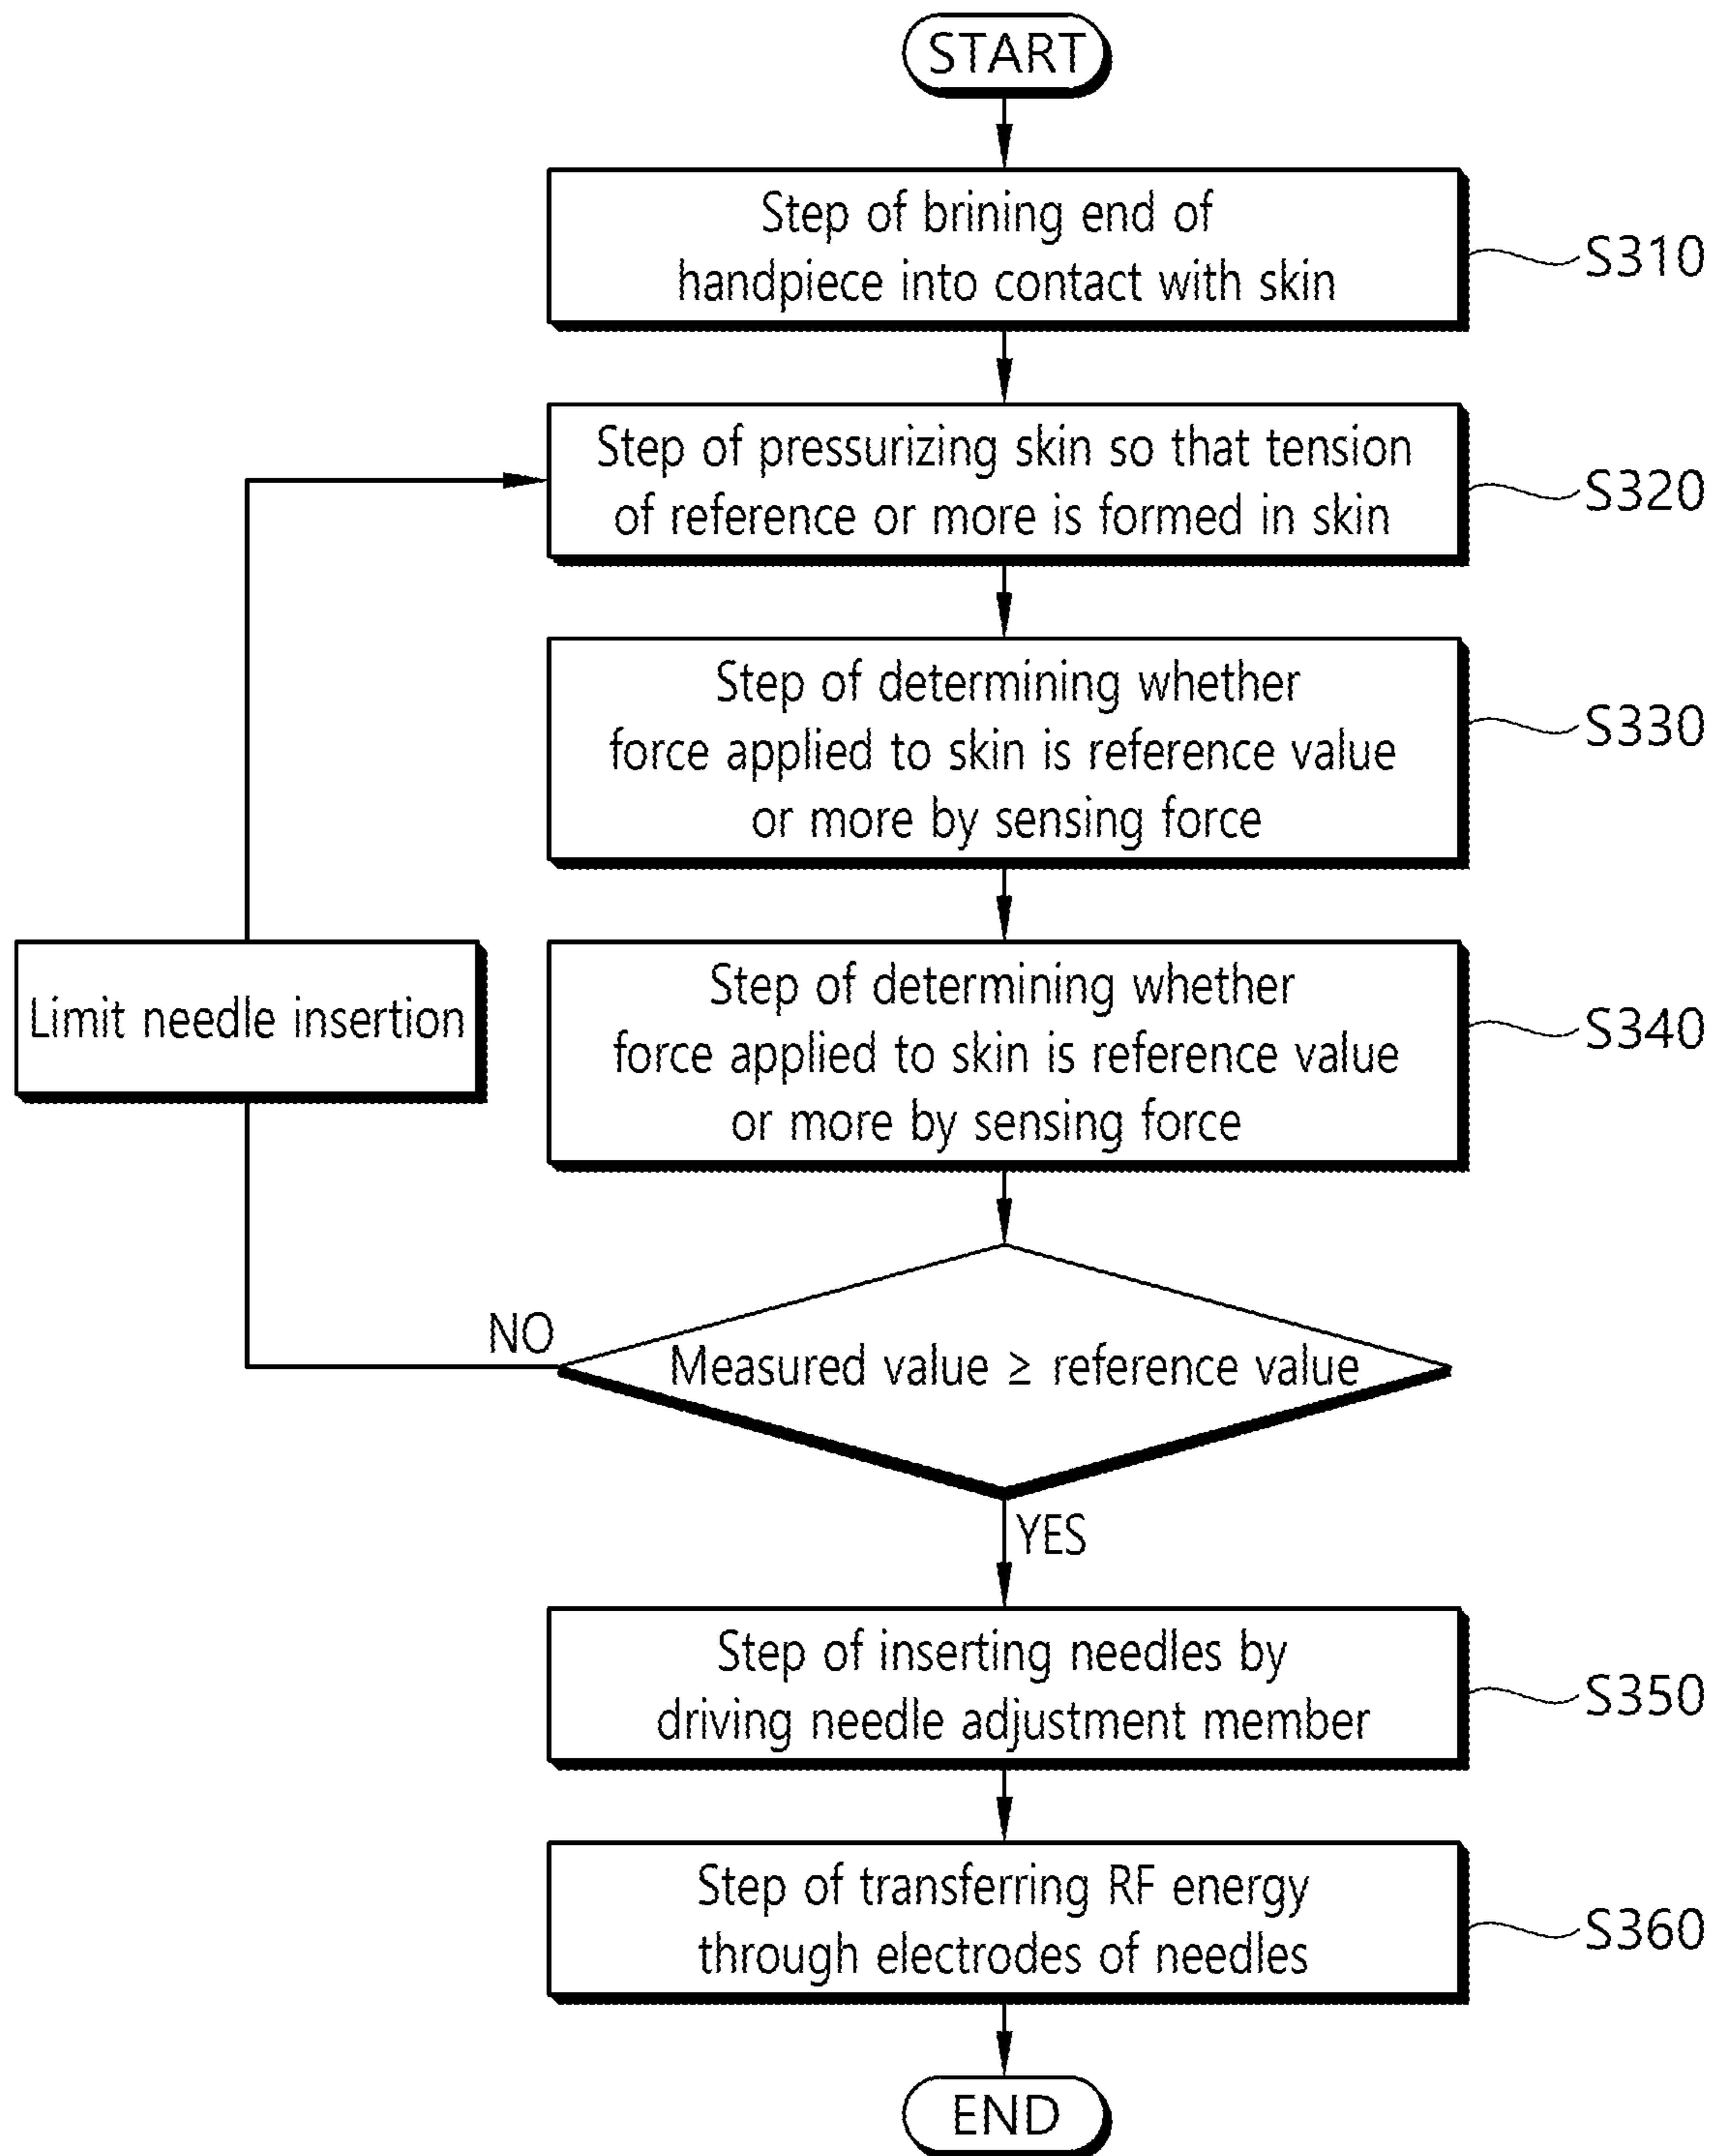 START
Step of brining end of
handpiece into contact with skin
S310
Step of pressurizing skin so that tension
of reference or more is formed in skin
S320
Step of determining whether
force applied to skin is reference value
or more by sensing force
S330
Limit needle insertion
Step of determining whether
force applied to skin is reference value
or more by sensing force
S340
NO
Measured value ≥ reference value
YES
Step of inserting needles by
driving needle adjustment member
S350
Step of transferring RF energy
through electrodes of needles
S360
END